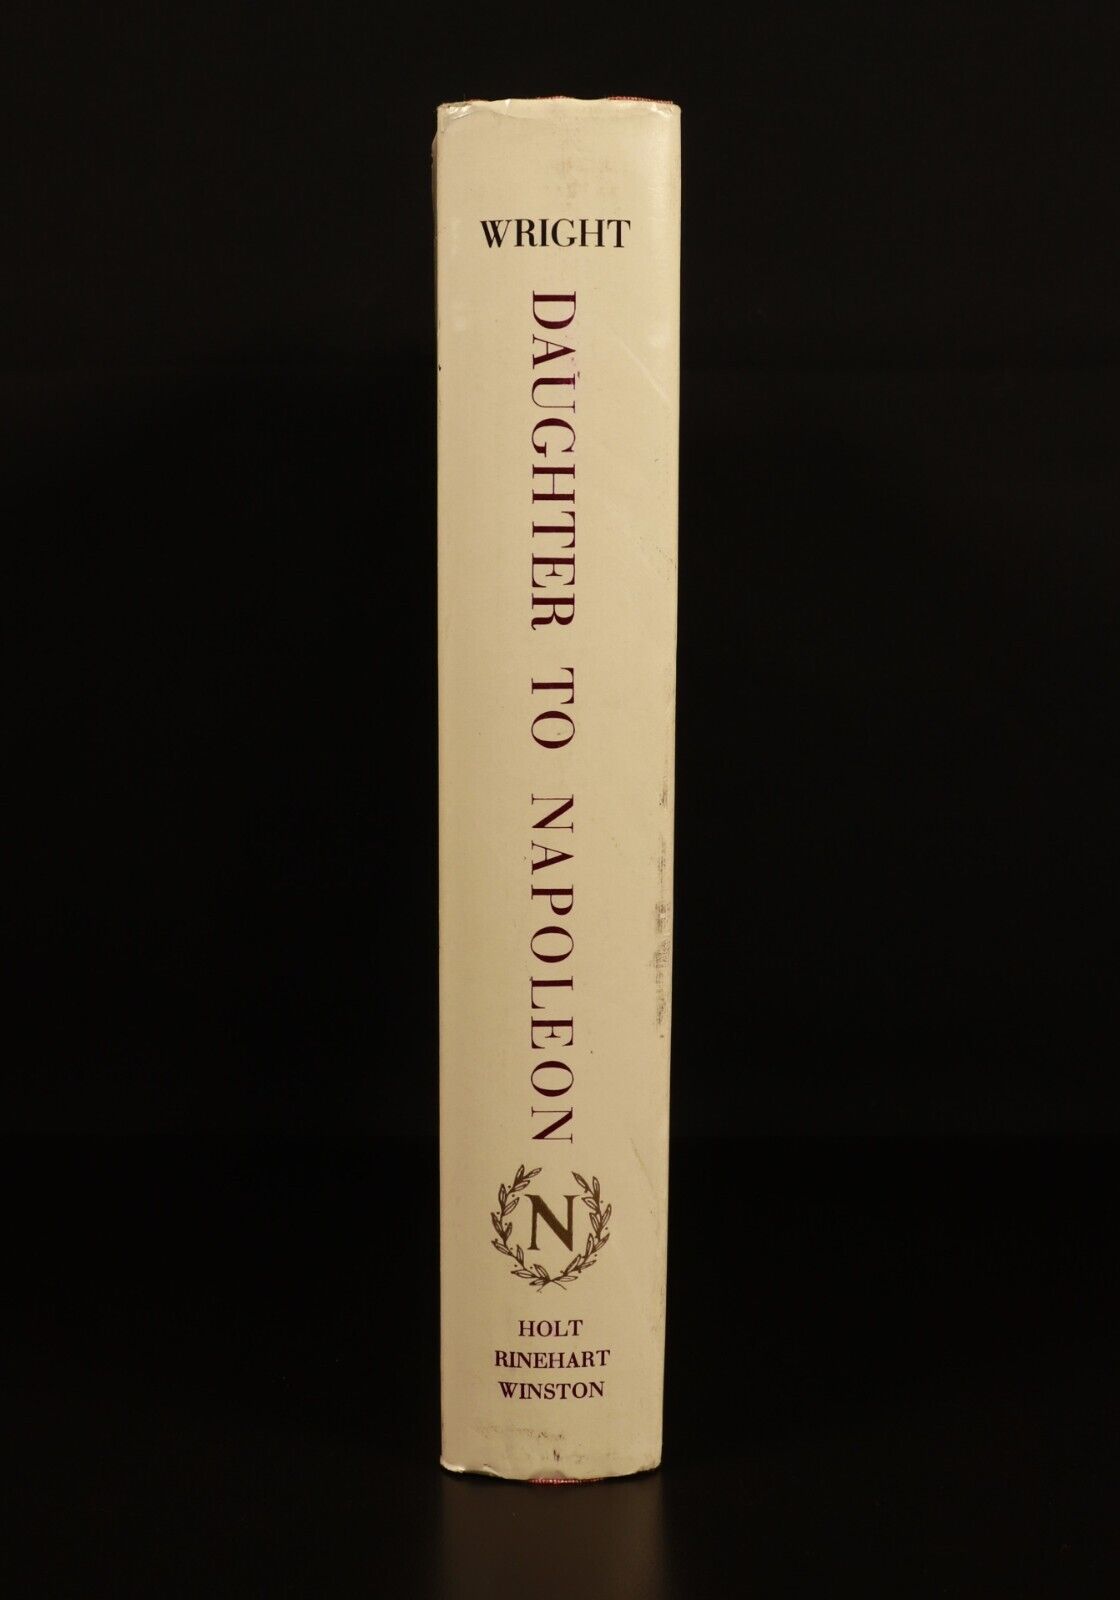 WRIGHT
DAUGHTER TO NAPOLEON
N
HOLT
RINEHART
WINSTON